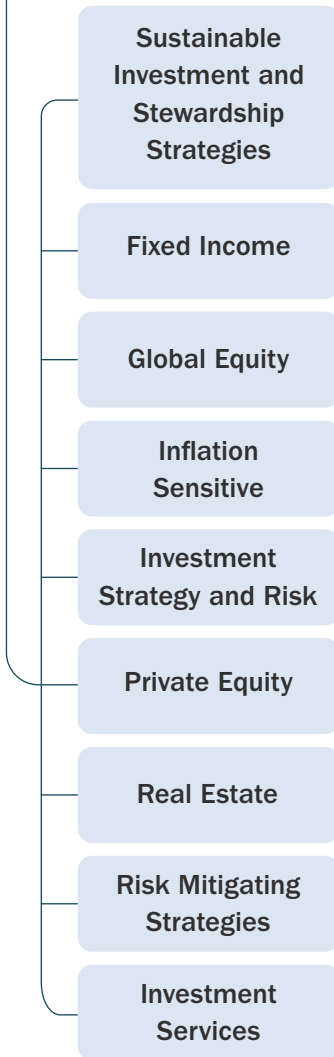 Sustainable
Investment and
Stewardship
Strategies
Fixed Income
Global Equity
Inflation
Sensitive
Investment
Strategy and Risk
Private Equity
Real Estate
Risk Mitigating
Strategies
Investment
Services